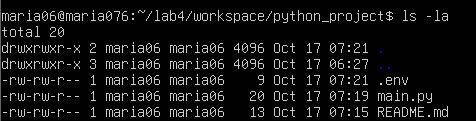 maria06@maria076:~/lab4/workspace/python_project$ ls -la
total 20
drwxrwxr-x 2 maria06 maria06 4096 Oct 17 07:21 .
drwxrwxr-x 3 maria06 maria06 4096 Oct 17 06:27 ..
-rw-rw-r-- 1 maria06 maria06    9 Oct 17 07:21 .env
-rw-rw-r-- 1 maria06 maria06   20 Oct 17 07:19 main.py
-rw-rw-r-- 1 maria06 maria06   13 Oct 17 07:15 README.md